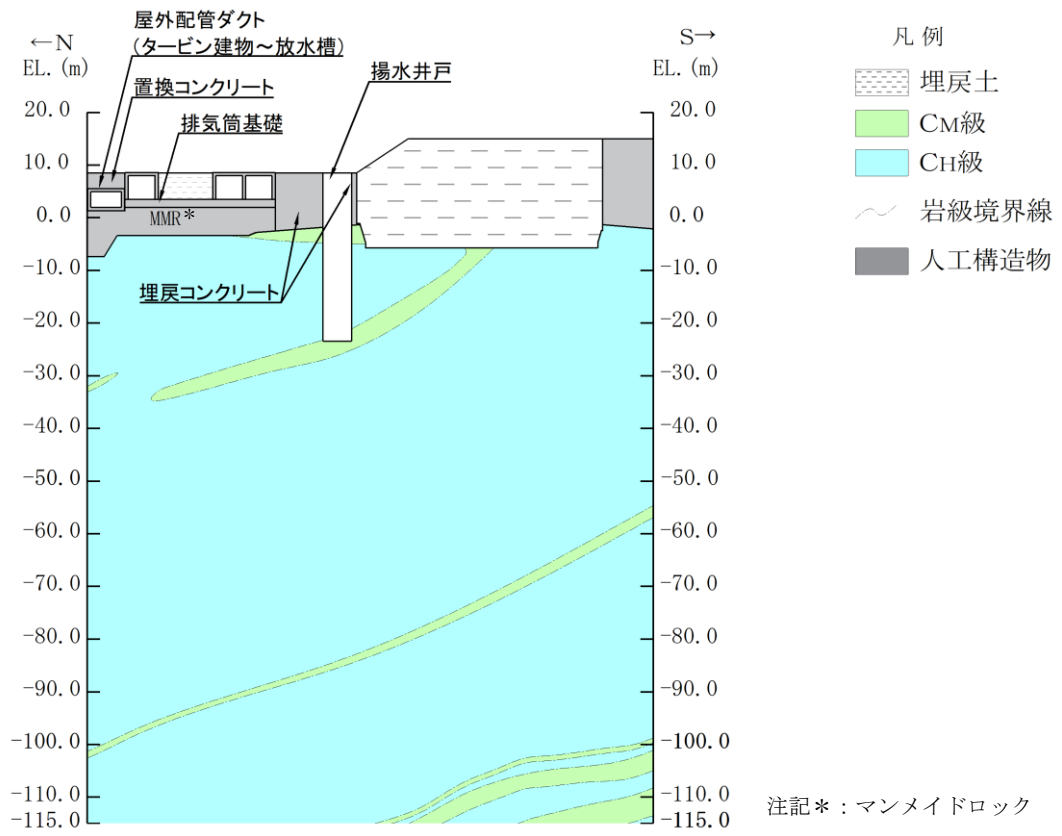 屋外配管ダクト
(タービン建物～放水槽)
←N
EL. (m)
置換コンクリート
排気筒基礎
揚水井戸
S→
EL. (m)
凡 例
埋戻土
CM級
CH級
岩級境界線
人工構造物
MMR*
埋戻コンクリート
20.0
10.0
0.0
-10.0
-20.0
-30.0
-40.0
-50.0
-60.0
-70.0
-80.0
-90.0
-100.0
-110.0
-115.0
20.0
10.0
0.0
-10.0
-20.0
-30.0
-40.0
-50.0
-60.0
-70.0
-80.0
-90.0
-100.0
-110.0
-115.0
注記＊：マンメイドロック